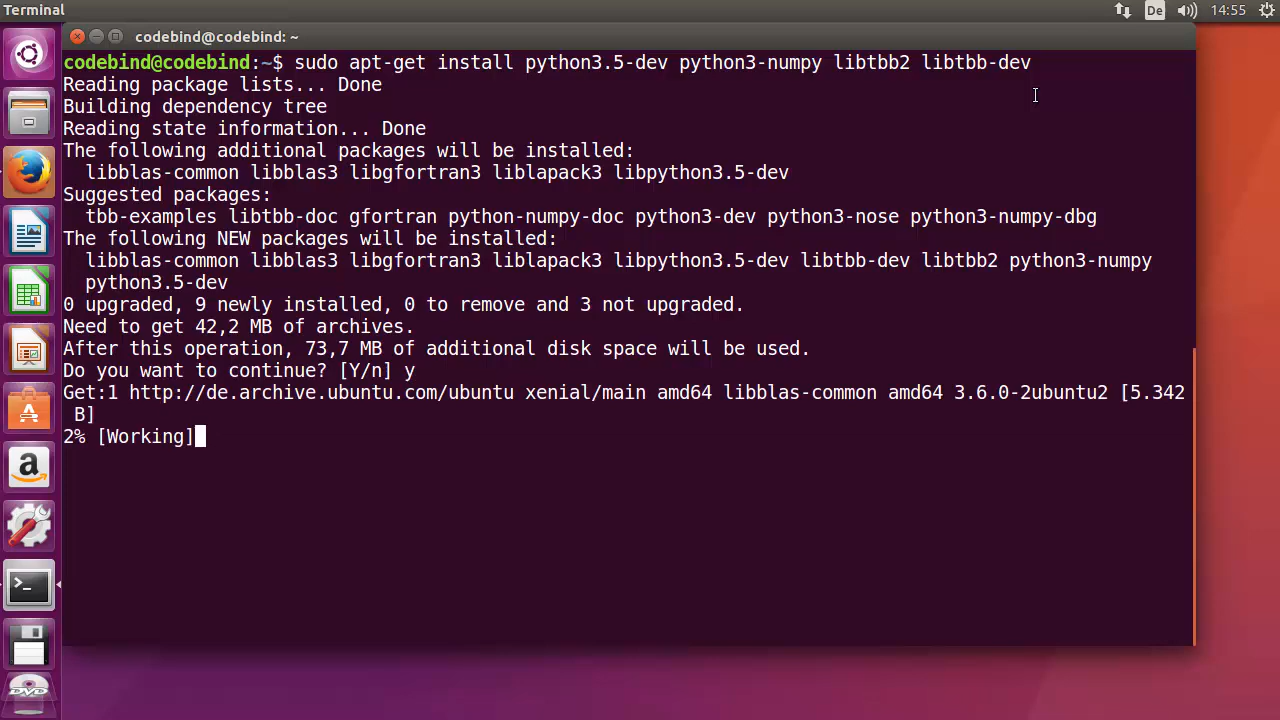 Terminal
De
14:55
codebind@codebind: ~
codebind@codebind:~$ sudo apt-get install python3.5-dev python3-numpy libtbb2 libtbb-dev
Reading package lists... Done
Building dependency tree
Reading state information... Done
The following additional packages will be installed:
libblas-common libblas3 libgfortran3 liblapack3 libpython3.5-dev
Suggested packages:
tbb-examples libtbb-doc gfortran python-numpy-doc python3-dev python3-nose python3-numpy-dbg
The following NEW packages will be installed:
libblas-common libblas3 libgfortran3 liblapack3 libpython3.5-dev libtbb-dev libtbb2 python3-numpy
python3.5-dev
0 upgraded, 9 newly installed, 0 to remove and 3 not upgraded.
Need to get 42,2 MB of archives.
After this operation, 73,7 MB of additional disk space will be used.
Do you want to continue? [Y/n] y
Get:1 http://de.archive.ubuntu.com/ubuntu xenial/main amd64 libblas-common amd64 3.6.0-2ubuntu2 [5.342
B]
2% [Working]